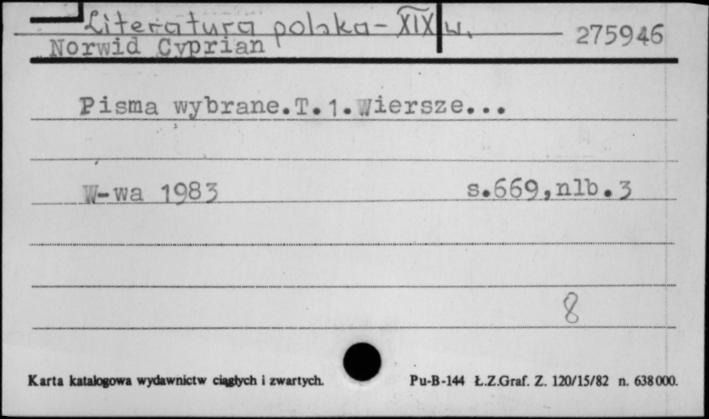 Literatura polska - XIX w.
275946
Norwid Cyprian
Pisma wybrane.T.1.Wiersze...
W-wa 1983 s.669,nlb.3
8
Karta katalogowa wydawnictw ciągłych i zwartych. Pu-B-144 Ł.Z.Graf. Z. 120/15/82 n. 638000.